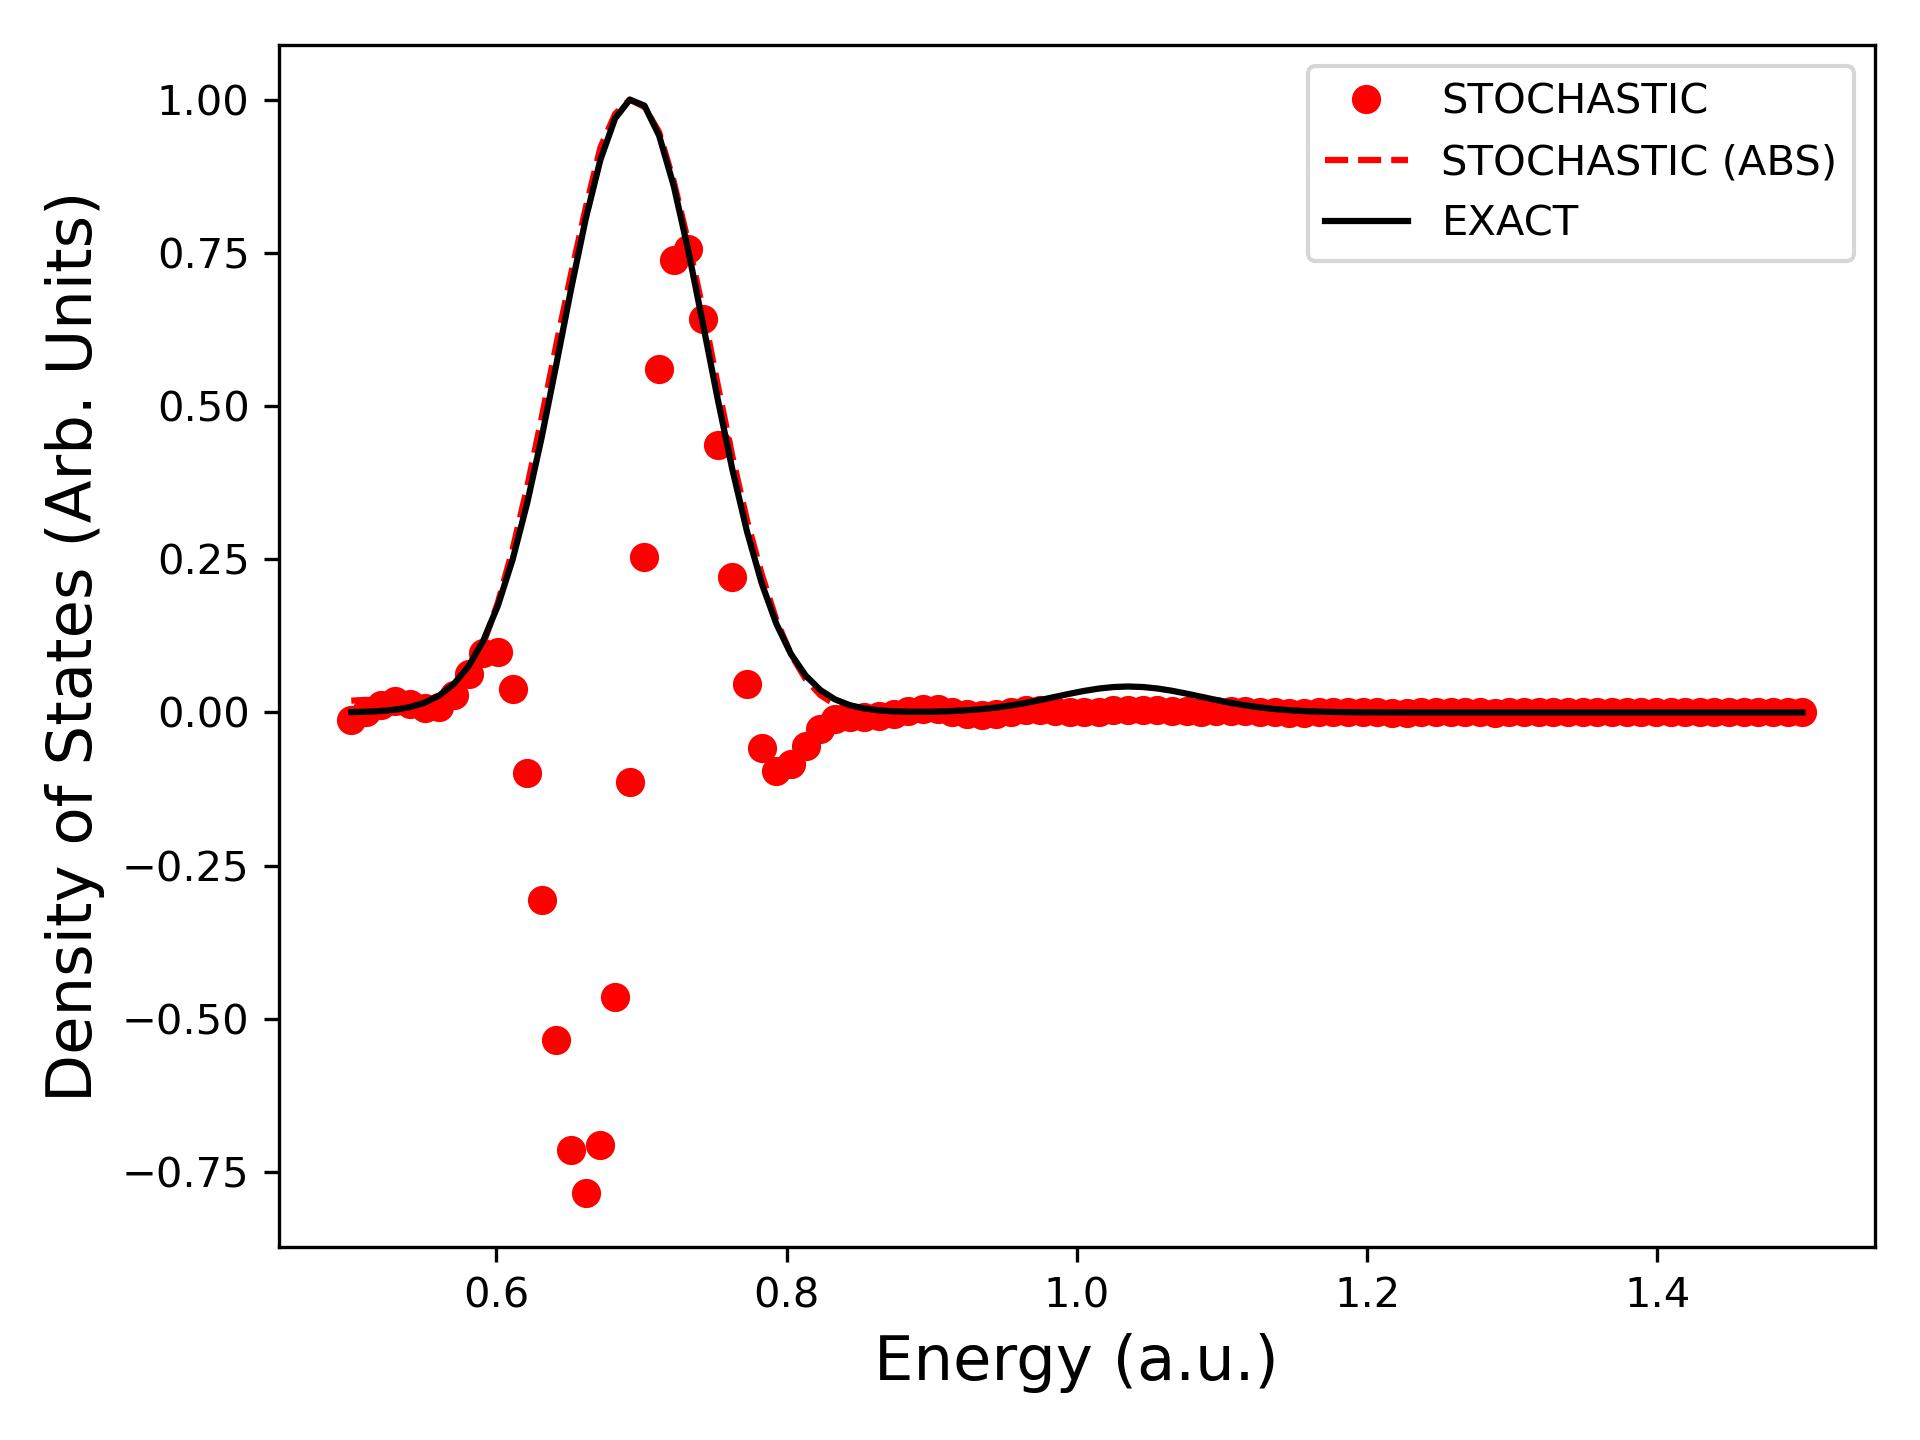 STOCHASTIC
STOCHASTIC (ABS)
EXACT
Density of States (Arb. Units)
1.00
0.75
0.50
0.25
0.00
−0.25
−0.50
−0.75
0.6 0.8 1.0 1.2 1.4
Energy (a.u.)